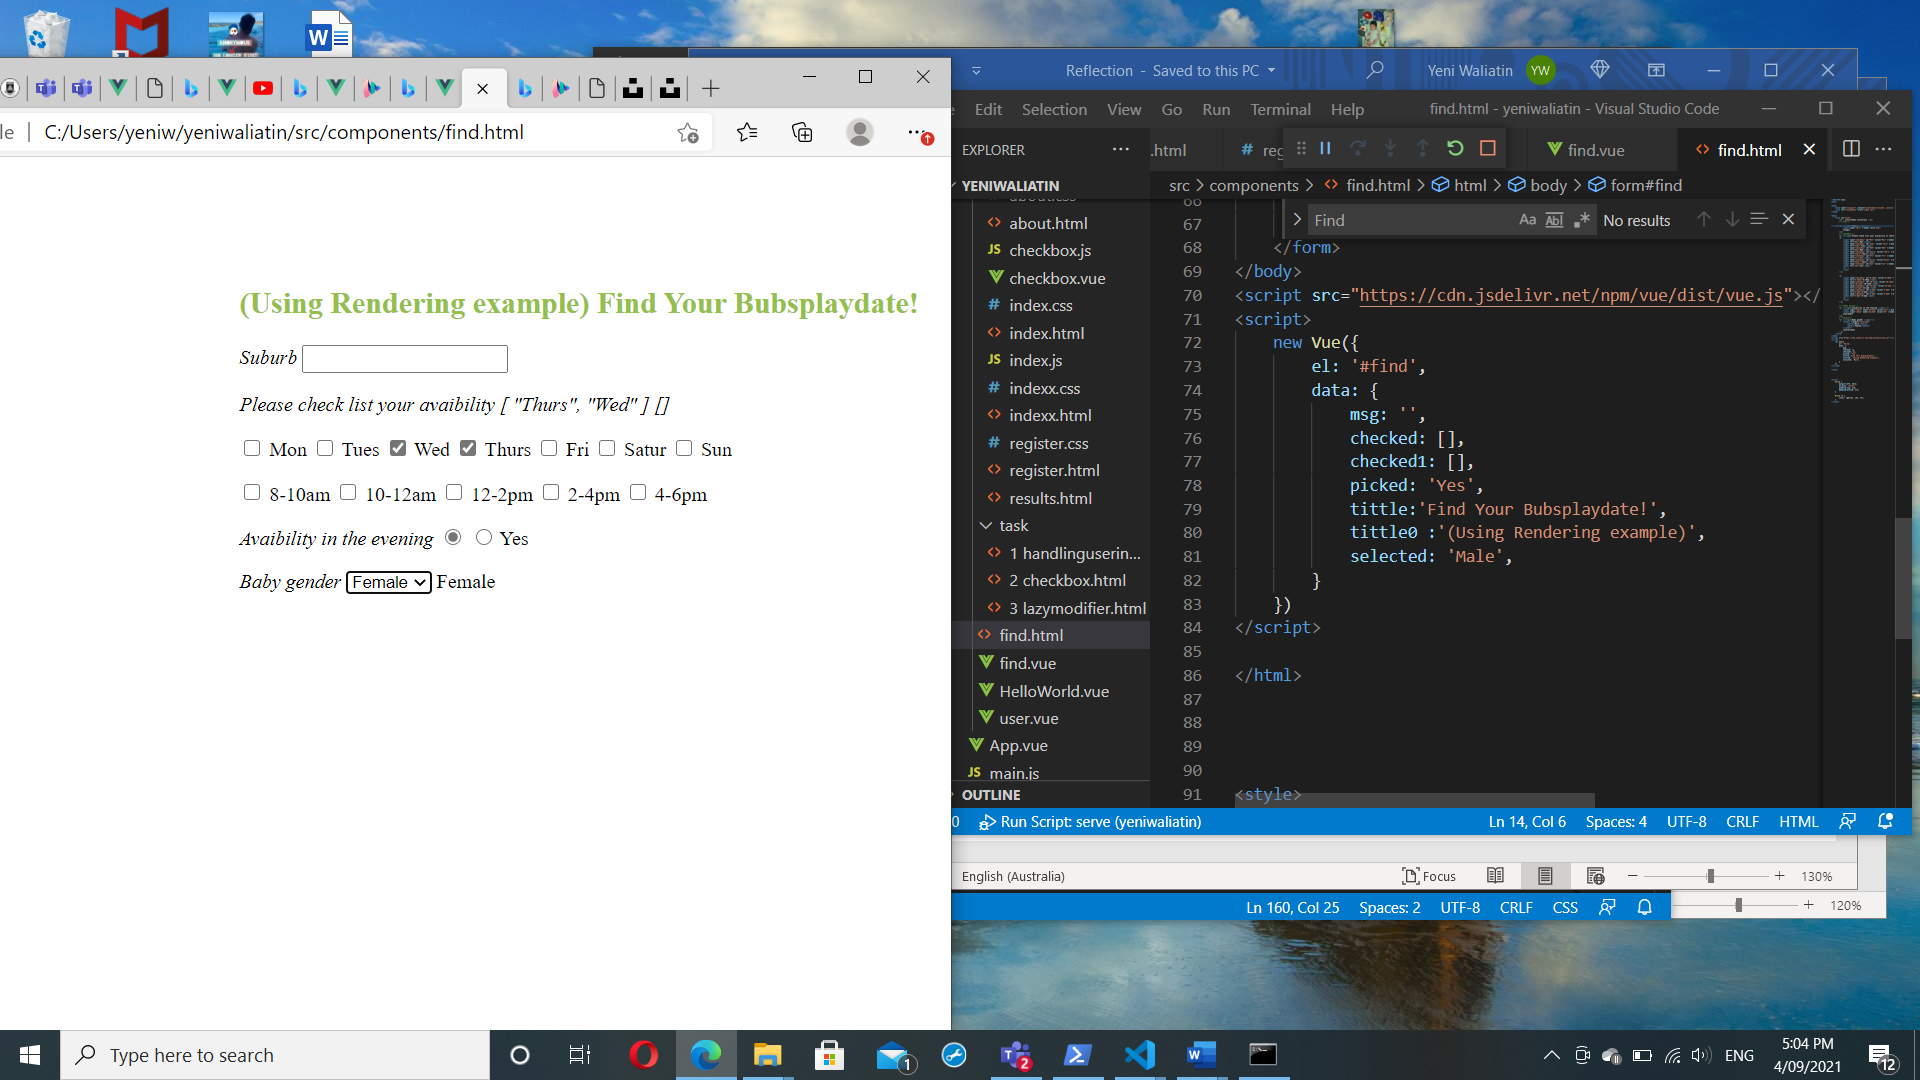 le | C:/Users/yeniw/yeniwaliatin/src/components/find.html
(Using Rendering example) Find Your Bubsplaydate!
Suburb
Please check list your avaibility [ "Thurs", "Wed" ] []
Mon Tues Wed Thurs Fri Satur Sun
8-10am 10-12am 12-2pm 2-4pm 4-6pm
Avaibility in the evening Yes
Baby gender Female Female
Reflection - Saved to this PC
Yeni Waliatin YW
Edit Selection View Go Run Terminal Help
find.html - yeniwaliatin - Visual Studio Code
EXPLORER
.html # reg
find.vue
find.html
YENIWALIATIN
src > components > find.html > html > body > form#find
Find Aa Abl No results
about.css
about.html
JS checkbox.js
checkbox.vue
# index.css
index.html
JS index.js
# indexx.css
indexx.html
# register.css
register.html
results.html
task
1 handlinguserin...
2 checkbox.html
3 lazymodifier.html
find.html
find.vue
HelloWorld.vue
user.vue
App.vue
JS main.js
OUTLINE
66
67
68 </form>
69 </body>
70 <script src="https://cdn.jsdelivr.net/npm/vue/dist/vue.js"></
71 <script>
72 new Vue({
73 el: '#find',
74 data: {
75 msg: '',
76 checked: [],
77 checked1: [],
78 picked: 'Yes',
79 tittle:'Find Your Bubsplaydate!',
80 tittle0 :'(Using Rendering example)',
81 selected: 'Male',
82 }
83 })
84 </script>
85
86 </html>
87
88
89
90
91 <style>
0 Run Script: serve (yeniwaliatin)
Ln 14, Col 6 Spaces: 4 UTF-8 CRLF HTML
English (Australia)
Focus
130%
Ln 160, Col 25 Spaces: 2 UTF-8 CRLF CSS
120%
Type here to search
1
2
ENG
5:04 PM
4/09/2021
12